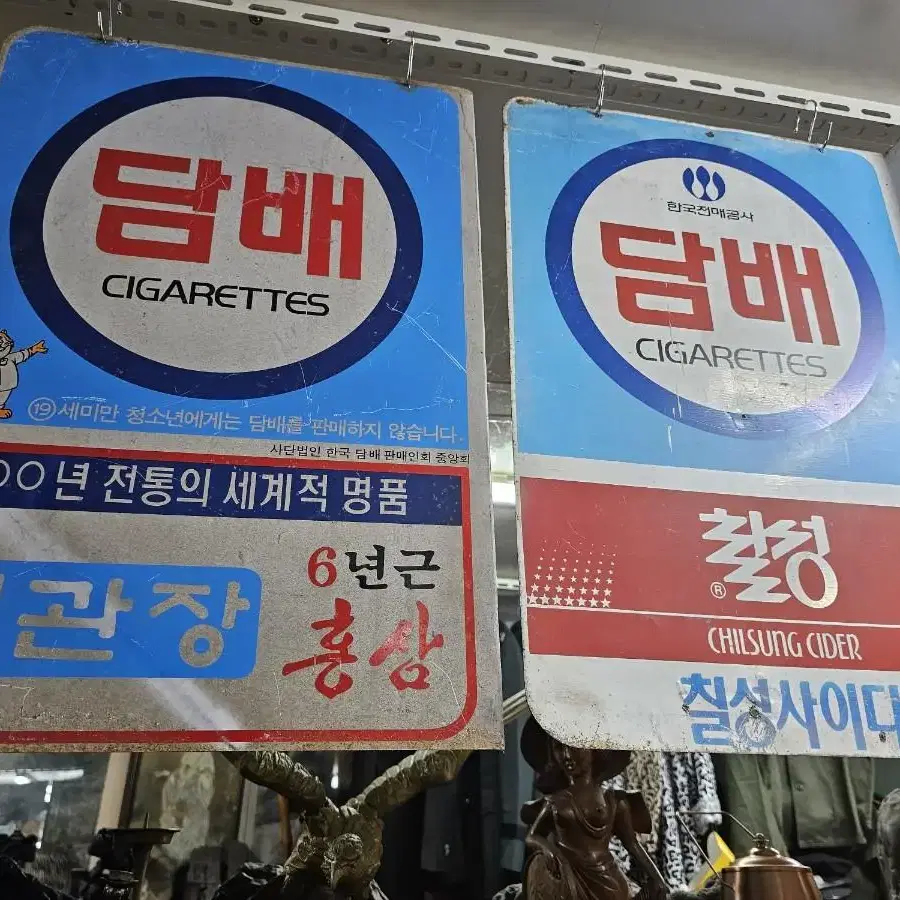 담배
CIGARETTES
19세미만 청소년에게는 담배를 판매하지 않습니다.
사단법인 한국 담배 판매인회 중앙회
00년 전통의 세계적 명품
관장
6년근
홍삼
한국전매공사
담배
CIGARETTES
칠성
®
CHILSUNG CIDER
칠성사이다